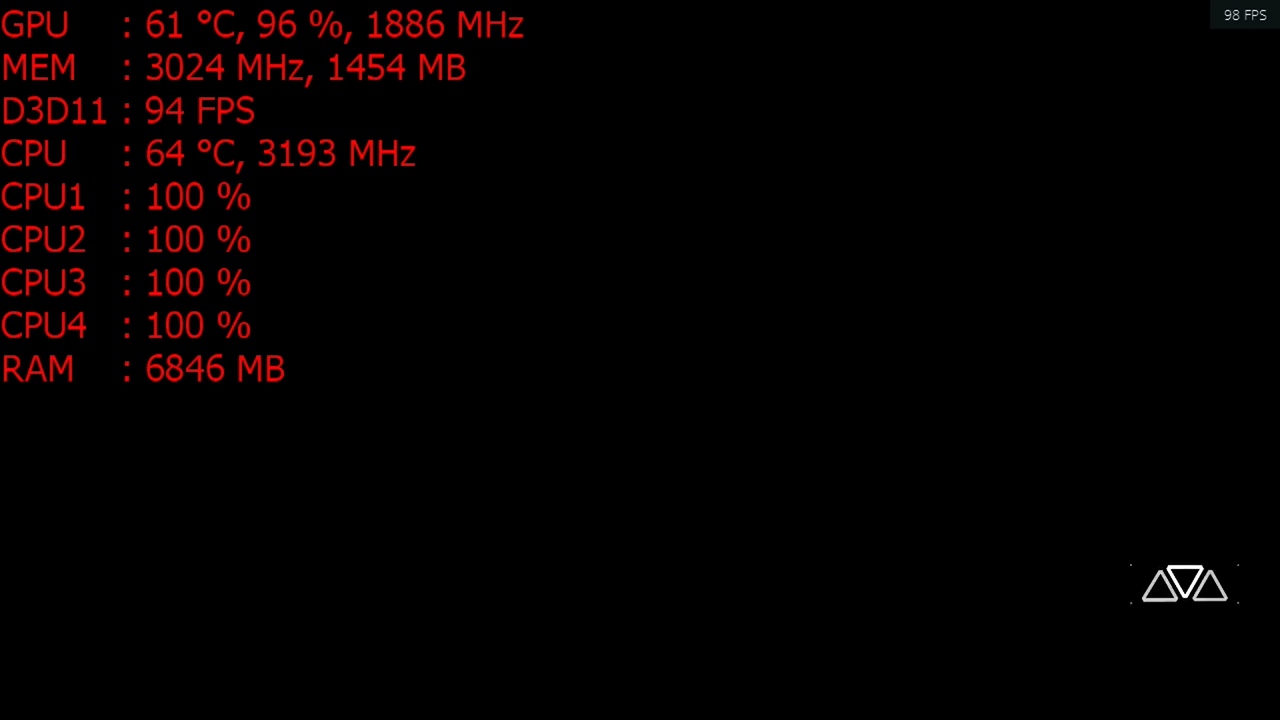 GPU : 61 °C, 96 %, 1886 MHz
98 FPS
MEM : 3024 MHz, 1454 MB
D3D11 : 94 FPS
CPU : 64 °C, 3193 MHz
CPU1 : 100 %
CPU2 : 100 %
CPU3 : 100 %
CPU4 : 100 %
RAM : 6846 MB